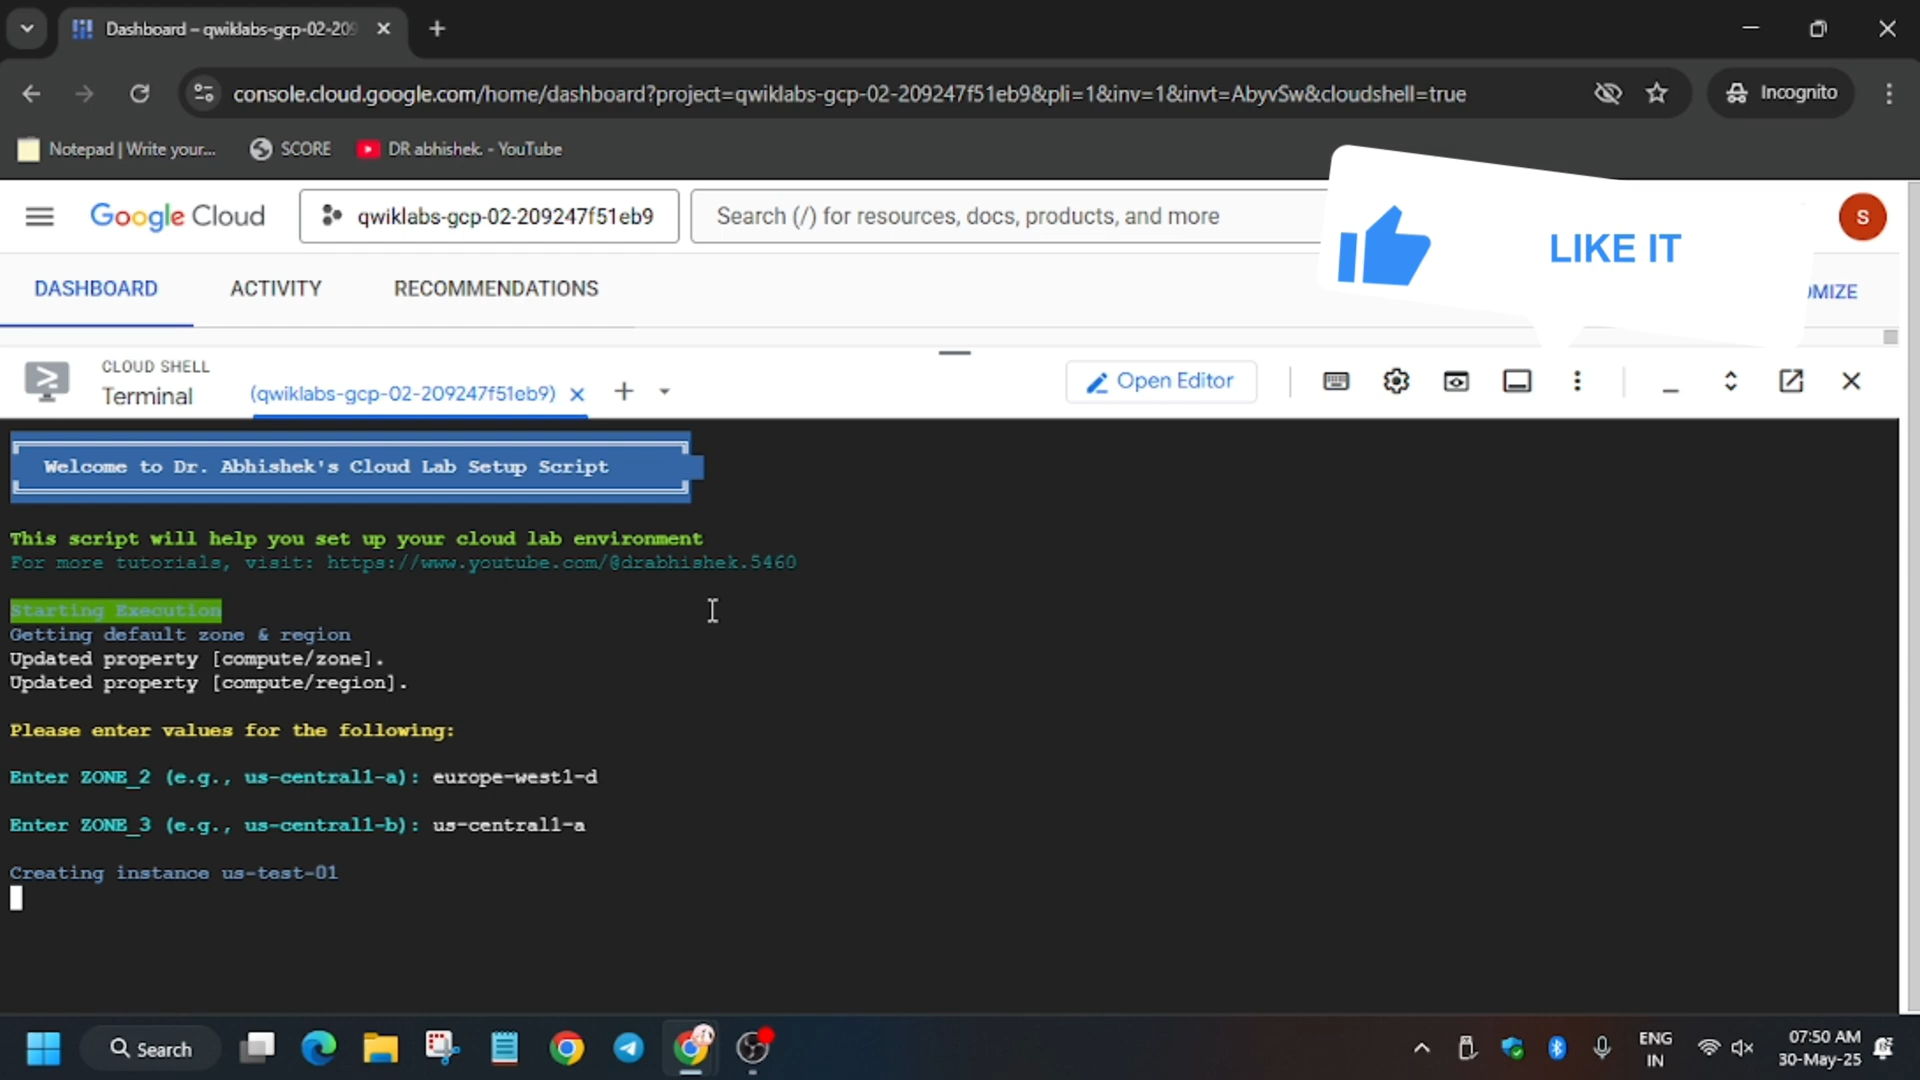 Dashboard – qwiklabs-gcp-02-209
console.cloud.google.com/home/dashboard?project=qwiklabs-gcp-02-209247f51eb9&pli=1&inv=1&invt=AbyvSw&cloudshell=true
Incognito
Notepad | Write your...
SCORE
DR abhishek. - YouTube
Google Cloud
qwiklabs-gcp-02-209247f51eb9
Search (/) for resources, docs, products, and more
S
LIKE IT
DASHBOARD
ACTIVITY
RECOMMENDATIONS
OMIZE
CLOUD SHELL
Terminal
(qwiklabs-gcp-02-209247f51eb9)
Open Editor
Welcome to Dr. Abhishek's Cloud Lab Setup Script
This script will help you set up your cloud lab environment
For more tutorials, visit: https://www.youtube.com/@drabhishek.5460
Starting Execution
Getting default zone & region
Updated property [compute/zone].
Updated property [compute/region].
Please enter values for the following:
Enter ZONE_2 (e.g., us-central1-a): europe-west1-d
Enter ZONE_3 (e.g., us-central1-b): us-central1-a
Creating instance us-test-01
Search
ENG
IN
07:50 AM
30-May-25